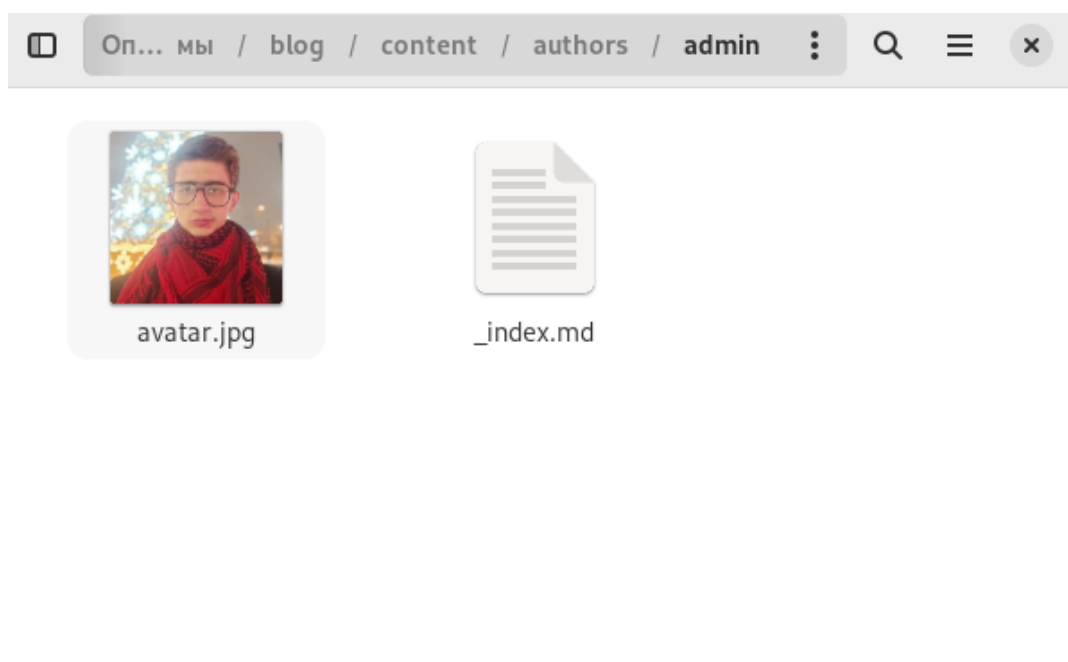 Оп... мы / blog / content / authors / admin
avatar.jpg
_index.md